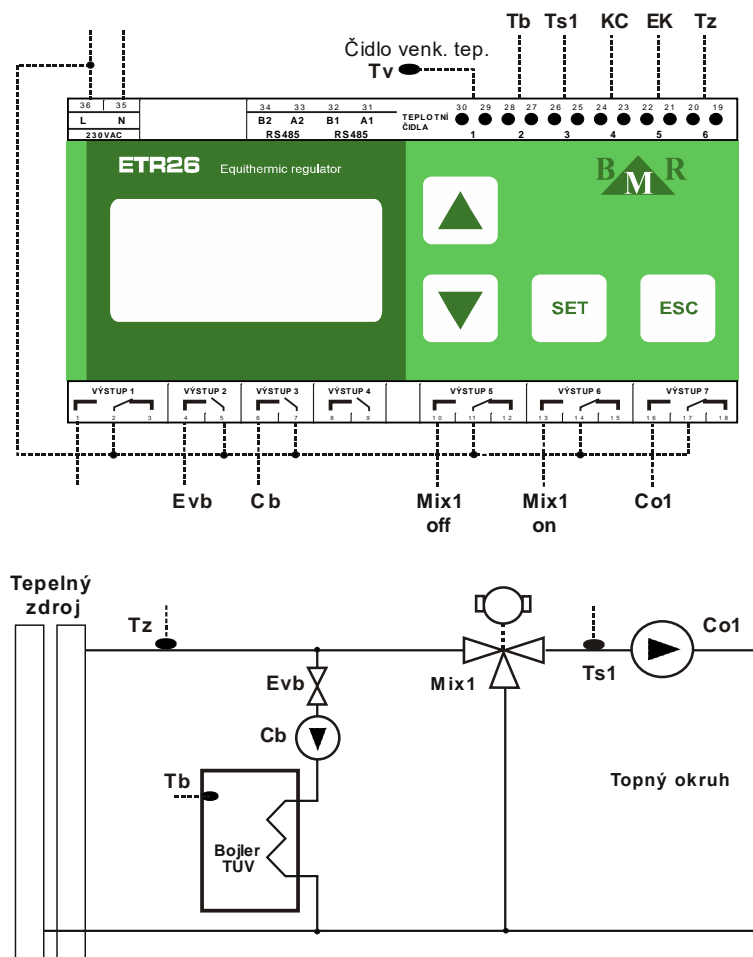 Tb Ts1 KC EK Tz
Čidlo venk. tep.
Tv
36 35
34 33 32 31
30 29 28 27 26 25 24 23 22 21 20 19
L N
B2 A2 B1 A1
TEPLOTNÍ
ČIDLA
230VAC
RS485 RS485
1 2 3 4 5 6
ETR26 Equithermic regulator
B M R
SET ESC
VÝSTUP 1 VÝSTUP 2 VÝSTUP 3 VÝSTUP 4 VÝSTUP 5 VÝSTUP 6 VÝSTUP 7
1 2 3 4 5 6 7 8 9 10 11 12 13 14 15 16 17 18
Evb Cb Mix1 Mix1 Co1
off on
Tepelný
zdroj
Tz
Co1
Evb
Mix1
Ts1
Cb
Tb
Topný okruh
Bojler
TUV